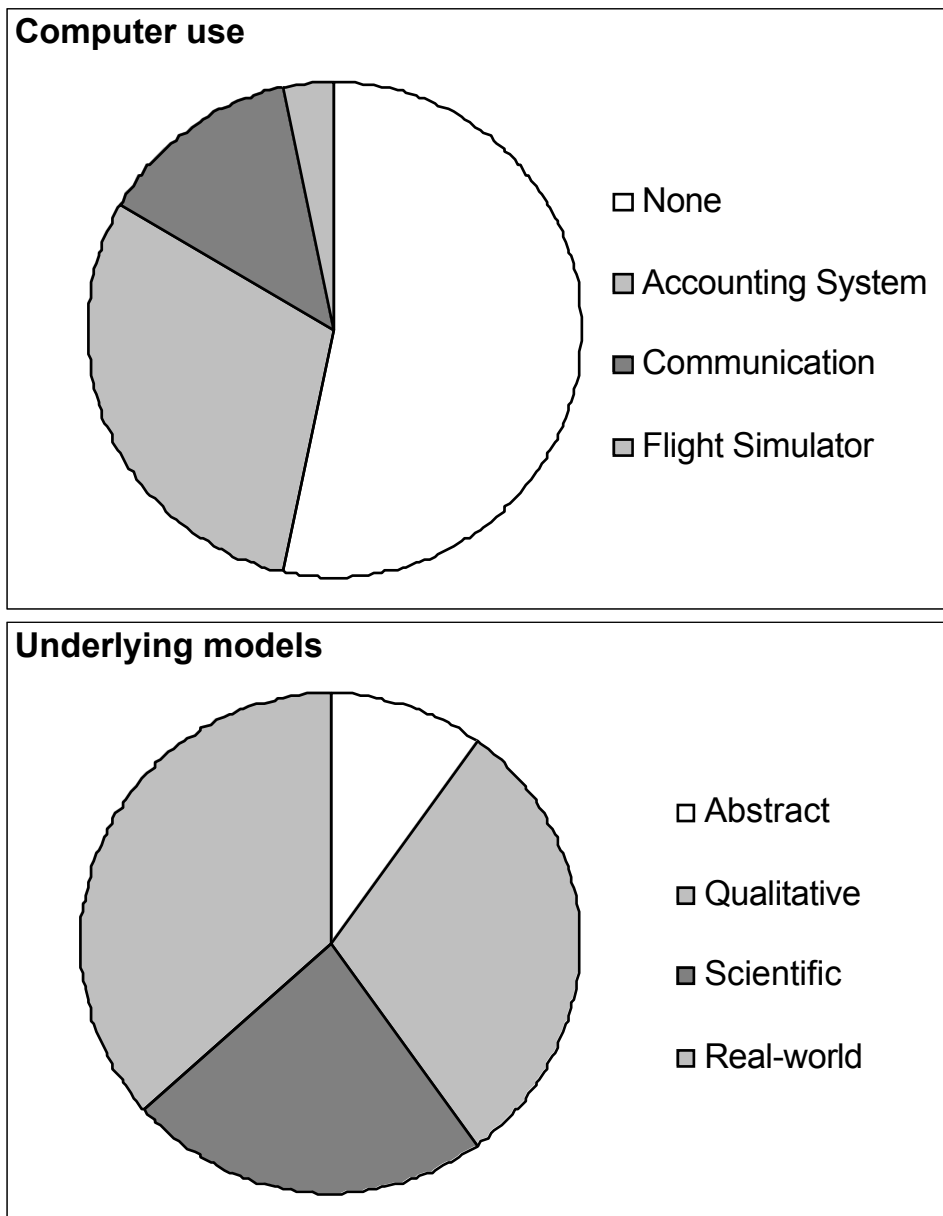 Computer use
None
Accounting System
Communication
Flight Simulator
Underlying models
Abstract
Qualitative
Scientific
Real-world